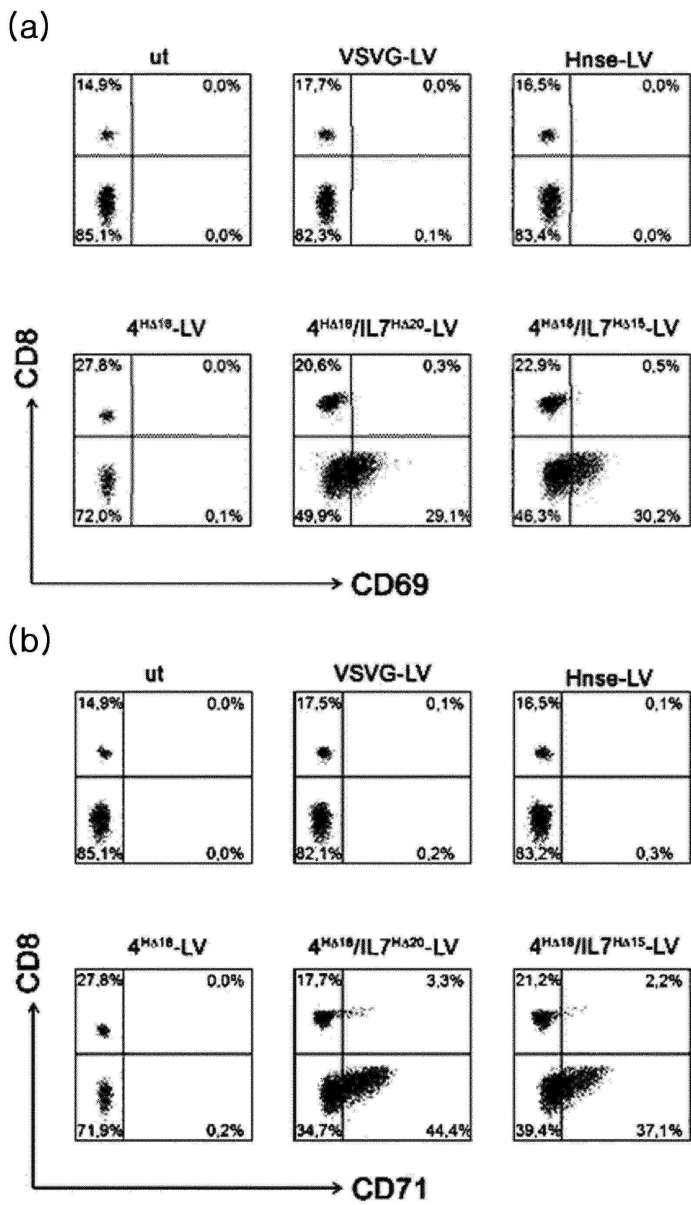 (a)
ut VSVG-LV Hnse-LV
14,9% 0,0% 17,7% 0,0% 16,5% 0,0%
85,1% 0,0% 82,3% 0,1% 83,4% 0,0%
4HΔ18-LV 4HΔ18/IL7HΔ20-LV 4HΔ18/IL7HΔ15-LV
27,8% 0,0% 20,6% 0,3% 22,9% 0,5%
72,0% 0,1% 49,9% 29,1% 46,3% 30,2%
CD8
CD69
(b)
ut VSVG-LV Hnse-LV
14,9% 0,0% 17,5% 0,1% 16,5% 0,1%
85,1% 0,0% 82,1% 0,2% 83,2% 0,3%
4HΔ18-LV 4HΔ18/IL7HΔ20-LV 4HΔ18/IL7HΔ15-LV
27,8% 0,0% 17,7% 3,3% 21,2% 2,2%
71,9% 0,2% 34,7% 44,4% 39,4% 37,1%
CD8
CD71